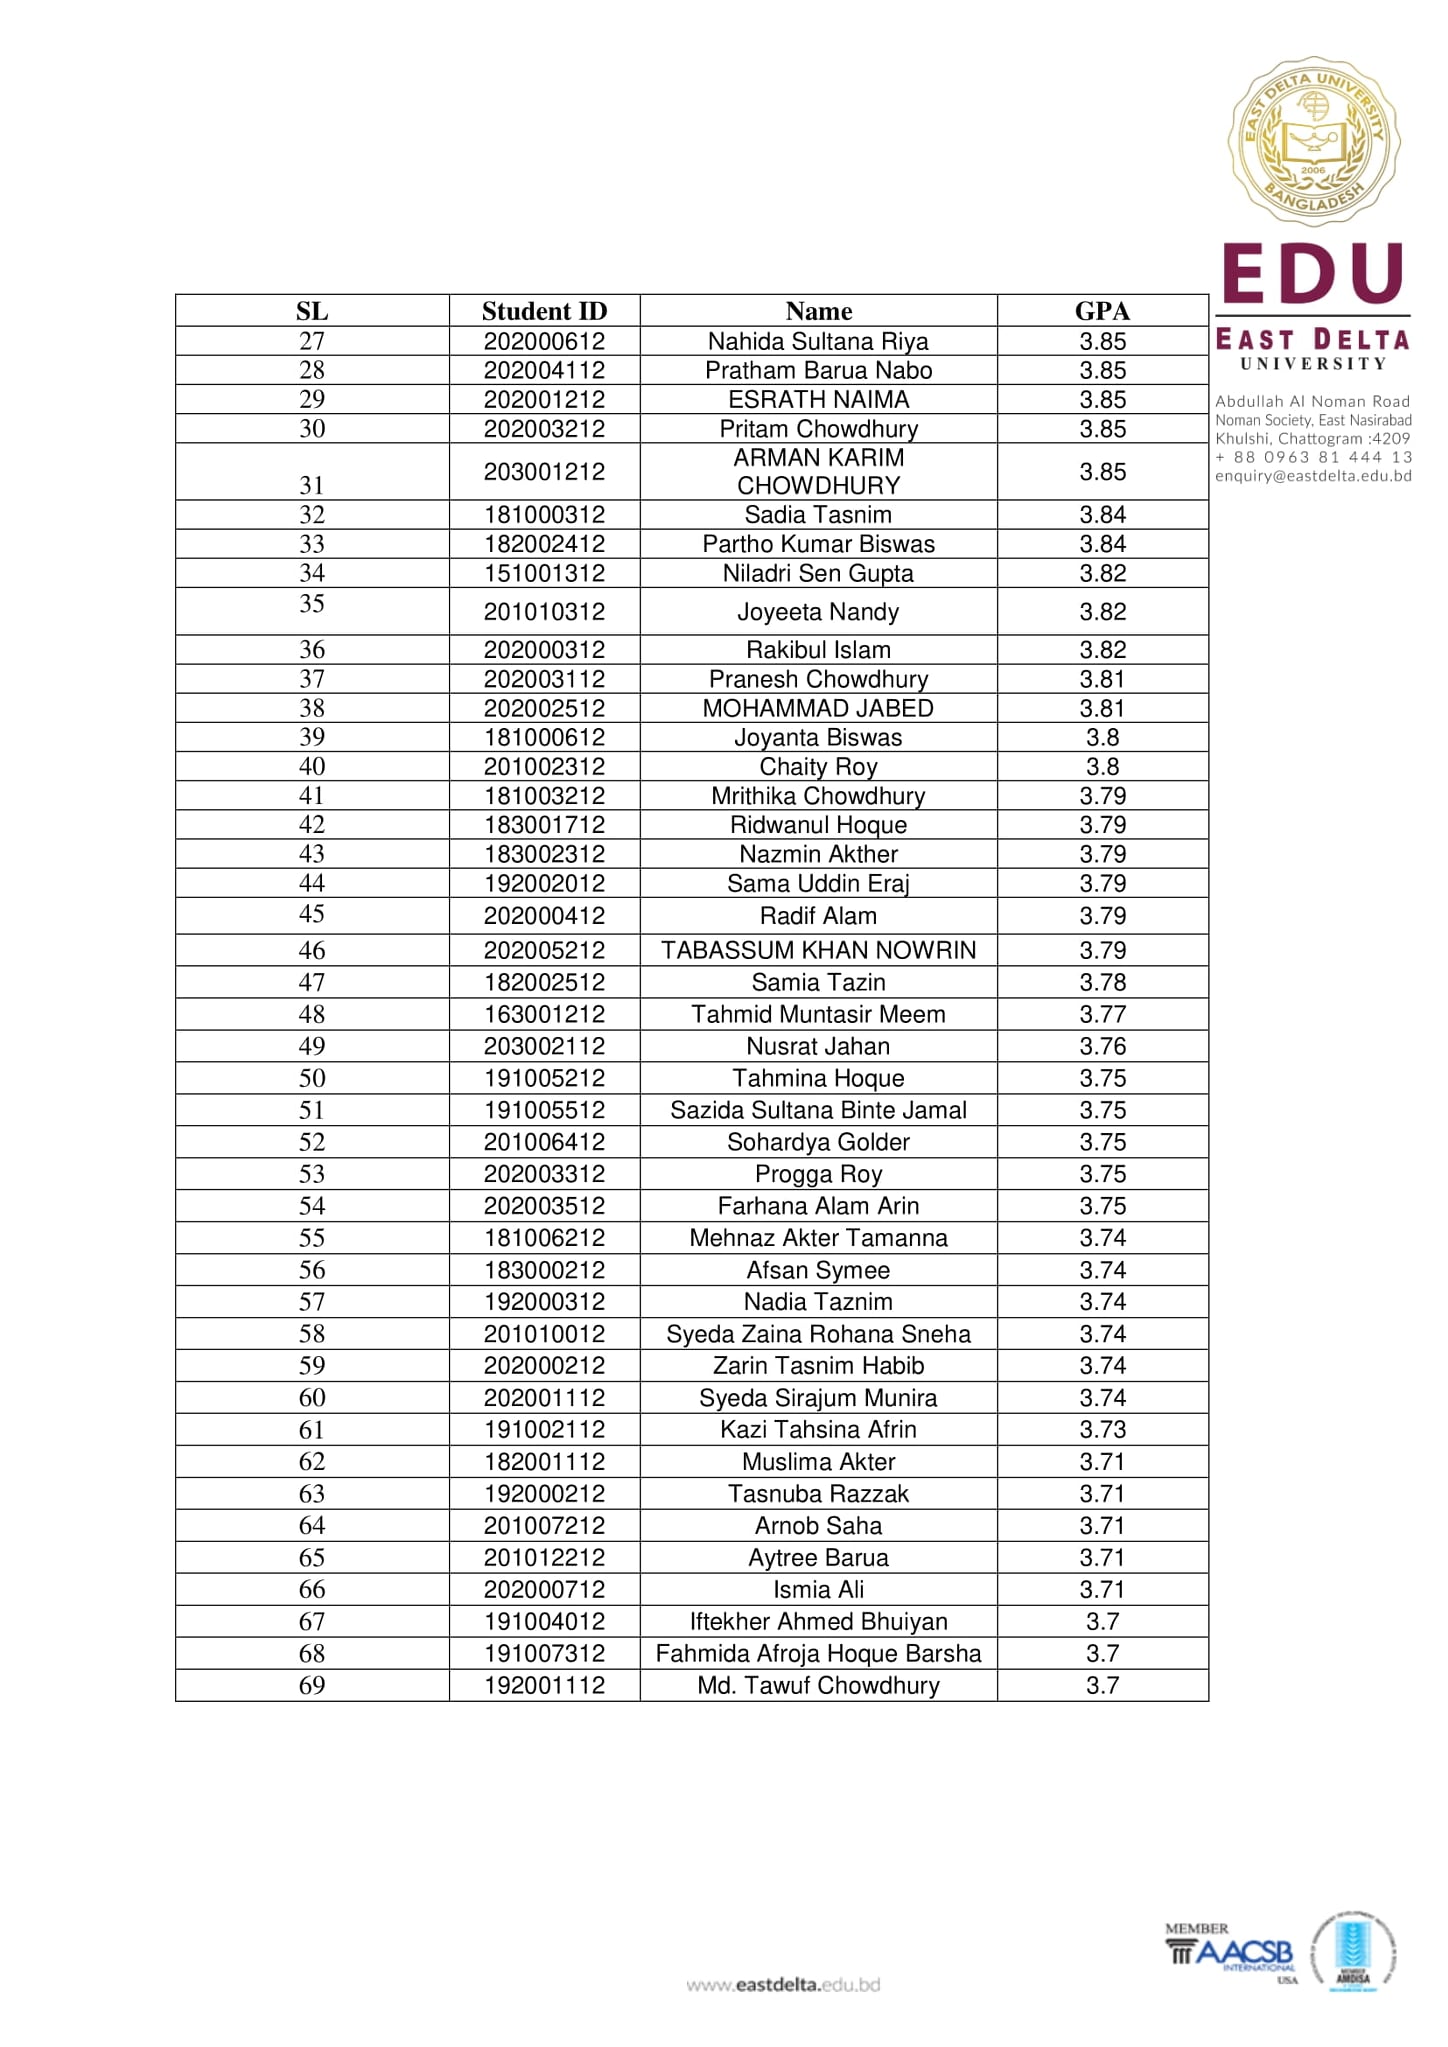 EAST DELTA UNIVERSITY
2006
BANGLADESH
EDU
EAST DELTA
UNIVERSITY
Abdullah Al Noman Road
Noman Society, East Nasirabad
Khulshi, Chattogram :4209
+ 88 0963 81 444 13
enquiry@eastdelta.edu.bd
SL Student ID Name GPA
27 202000612 Nahida Sultana Riya 3.85
28 202004112 Pratham Barua Nabo 3.85
29 202001212 ESRATH NAIMA 3.85
30 202003212 Pritam Chowdhury 3.85
31 203001212 ARMAN KARIM
CHOWDHURY 3.85
32 181000312 Sadia Tasnim 3.84
33 182002412 Partho Kumar Biswas 3.84
34 151001312 Niladri Sen Gupta 3.82
35 201010312 Joyeeta Nandy 3.82
36 202000312 Rakibul Islam 3.82
37 202003112 Pranesh Chowdhury 3.81
38 202002512 MOHAMMAD JABED 3.81
39 181000612 Joyanta Biswas 3.8
40 201002312 Chaity Roy 3.8
41 181003212 Mrithika Chowdhury 3.79
42 183001712 Ridwanul Hoque 3.79
43 183002312 Nazmin Akther 3.79
44 192002012 Sama Uddin Eraj 3.79
45 202000412 Radif Alam 3.79
46 202005212 TABASSUM KHAN NOWRIN 3.79
47 182002512 Samia Tazin 3.78
48 163001212 Tahmid Muntasir Meem 3.77
49 203002112 Nusrat Jahan 3.76
50 191005212 Tahmina Hoque 3.75
51 191005512 Sazida Sultana Binte Jamal 3.75
52 201006412 Sohardya Golder 3.75
53 202003312 Progga Roy 3.75
54 202003512 Farhana Alam Arin 3.75
55 181006212 Mehnaz Akter Tamanna 3.74
56 183000212 Afsan Symee 3.74
57 192000312 Nadia Taznim 3.74
58 201010012 Syeda Zaina Rohana Sneha 3.74
59 202000212 Zarin Tasnim Habib 3.74
60 202001112 Syeda Sirajum Munira 3.74
61 191002112 Kazi Tahsina Afrin 3.73
62 182001112 Muslima Akter 3.71
63 192000212 Tasnuba Razzak 3.71
64 201007212 Arnob Saha 3.71
65 201012212 Aytree Barua 3.71
66 202000712 Ismia Ali 3.71
67 191004012 Iftekher Ahmed Bhuiyan 3.7
68 191007312 Fahmida Afroja Hoque Barsha 3.7
69 192001112 Md. Tawuf Chowdhury 3.7
MEMBER
AACSB
INTERNATIONAL
USA
MEMBER
AMDISA
www.eastdelta.edu.bd